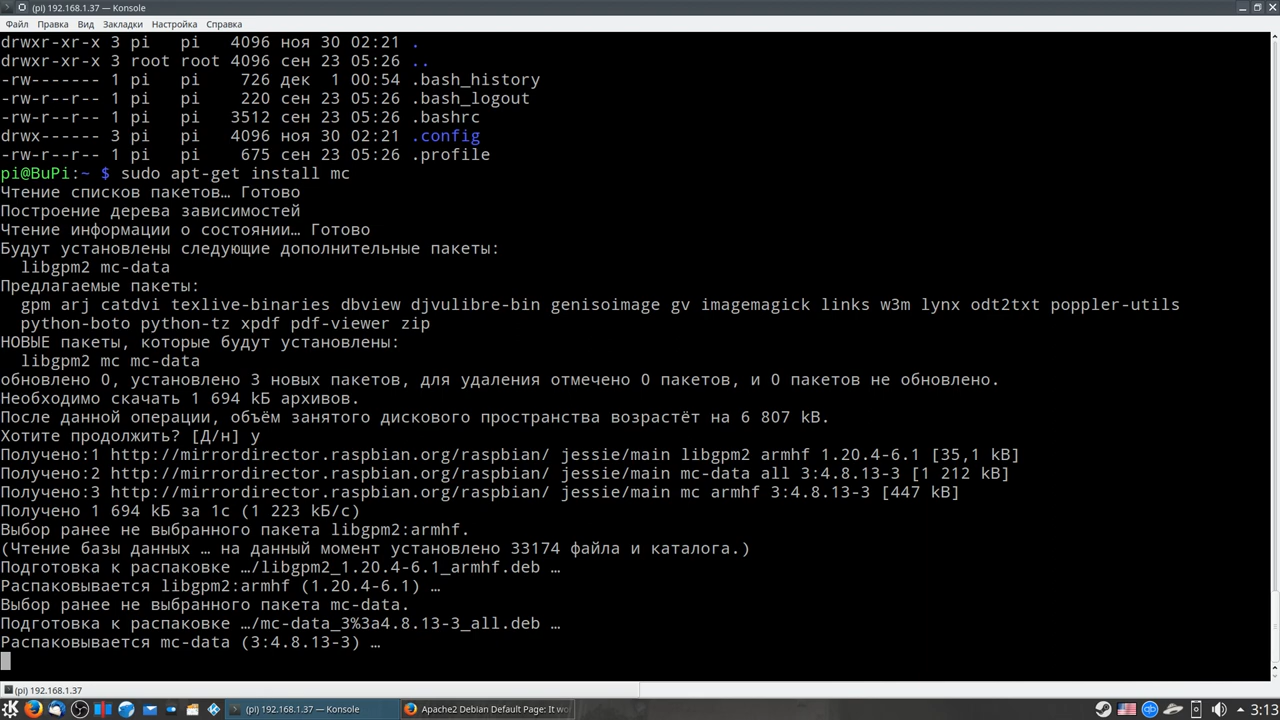 (pi) 192.168.1.37 — Konsole
Файл Правка Вид Закладки Настройка Справка
drwxr-xr-x 3 pi   pi   4096 ноя 30 02:21 .
drwxr-xr-x 3 root root 4096 сен 23 05:26 ..
-rw------- 1 pi   pi    726 дек  1 00:54 .bash_history
-rw-r--r-- 1 pi   pi    220 сен 23 05:26 .bash_logout
-rw-r--r-- 1 pi   pi   3512 сен 23 05:26 .bashrc
drwx------ 3 pi   pi   4096 ноя 30 02:21 .config
-rw-r--r-- 1 pi   pi    675 сен 23 05:26 .profile
pi@BuPi:~ $ sudo apt-get install mc
Чтение списков пакетов… Готово
Построение дерева зависимостей
Чтение информации о состоянии… Готово
Будут установлены следующие дополнительные пакеты:
  libgpm2 mc-data
Предлагаемые пакеты:
  gpm arj catdvi texlive-binaries dbview djvulibre-bin genisoimage gv imagemagick links w3m lynx odt2txt poppler-utils
  python-boto python-tz xpdf pdf-viewer zip
НОВЫЕ пакеты, которые будут установлены:
  libgpm2 mc mc-data
обновлено 0, установлено 3 новых пакетов, для удаления отмечено 0 пакетов, и 0 пакетов не обновлено.
Необходимо скачать 1 694 kБ архивов.
После данной операции, объём занятого дискового пространства возрастёт на 6 807 kB.
Хотите продолжить? [Д/н] y
Получено:1 http://mirrordirector.raspbian.org/raspbian/ jessie/main libgpm2 armhf 1.20.4-6.1 [35,1 kB]
Получено:2 http://mirrordirector.raspbian.org/raspbian/ jessie/main mc-data all 3:4.8.13-3 [1 212 kB]
Получено:3 http://mirrordirector.raspbian.org/raspbian/ jessie/main mc armhf 3:4.8.13-3 [447 kB]
Получено 1 694 kБ за 1с (1 223 kБ/c)
Выбор ранее не выбранного пакета libgpm2:armhf.
(Чтение базы данных … на данный момент установлено 33174 файла и каталога.)
Подготовка к распаковке …/libgpm2_1.20.4-6.1_armhf.deb …
Распаковывается libgpm2:armhf (1.20.4-6.1) …
Выбор ранее не выбранного пакета mc-data.
Подготовка к распаковке …/mc-data_3%3a4.8.13-3_all.deb …
Распаковывается mc-data (3:4.8.13-3) …
(pi) 192.168.1.37
(pi) 192.168.1.37 — Konsole
Apache2 Debian Default Page: It wo
3:13